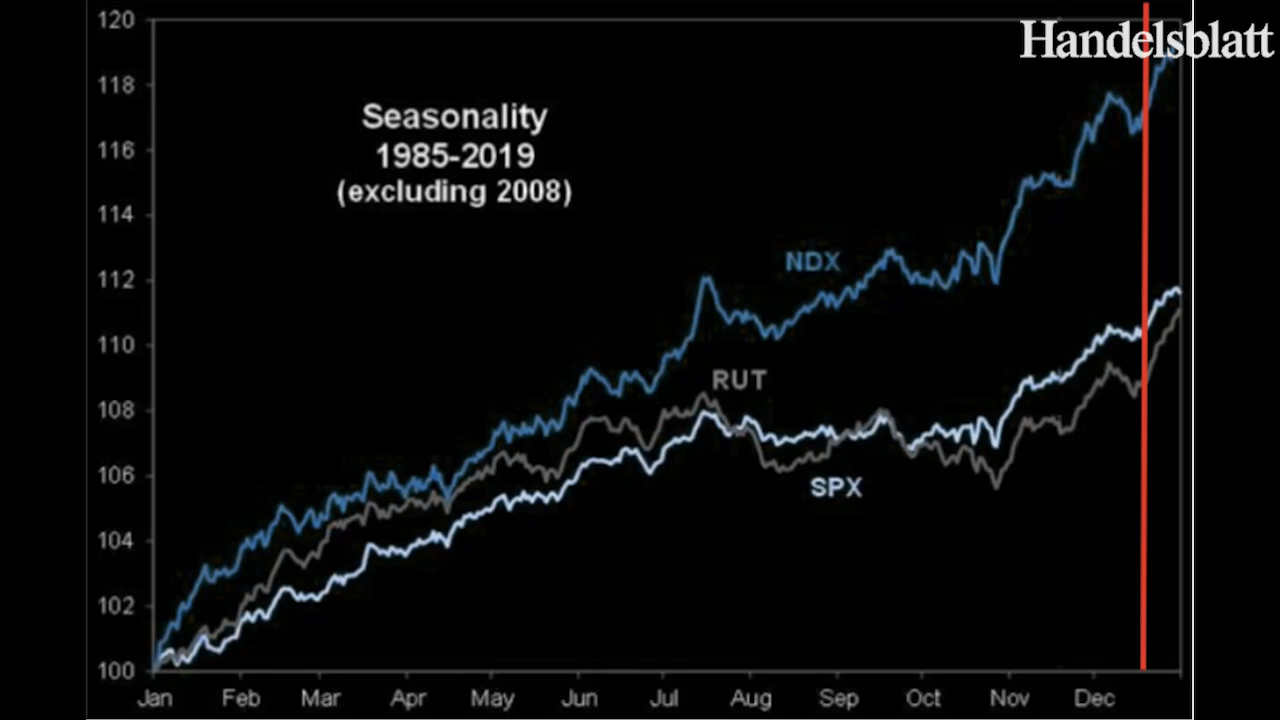 Handelsblatt
Seasonality
1985-2019
(excluding 2008)
NDX
RUT
SPX
120
118
116
114
112
110
108
106
104
102
100
Jan Feb Mar Apr May Jun Jul Aug Sep Oct Nov Dec